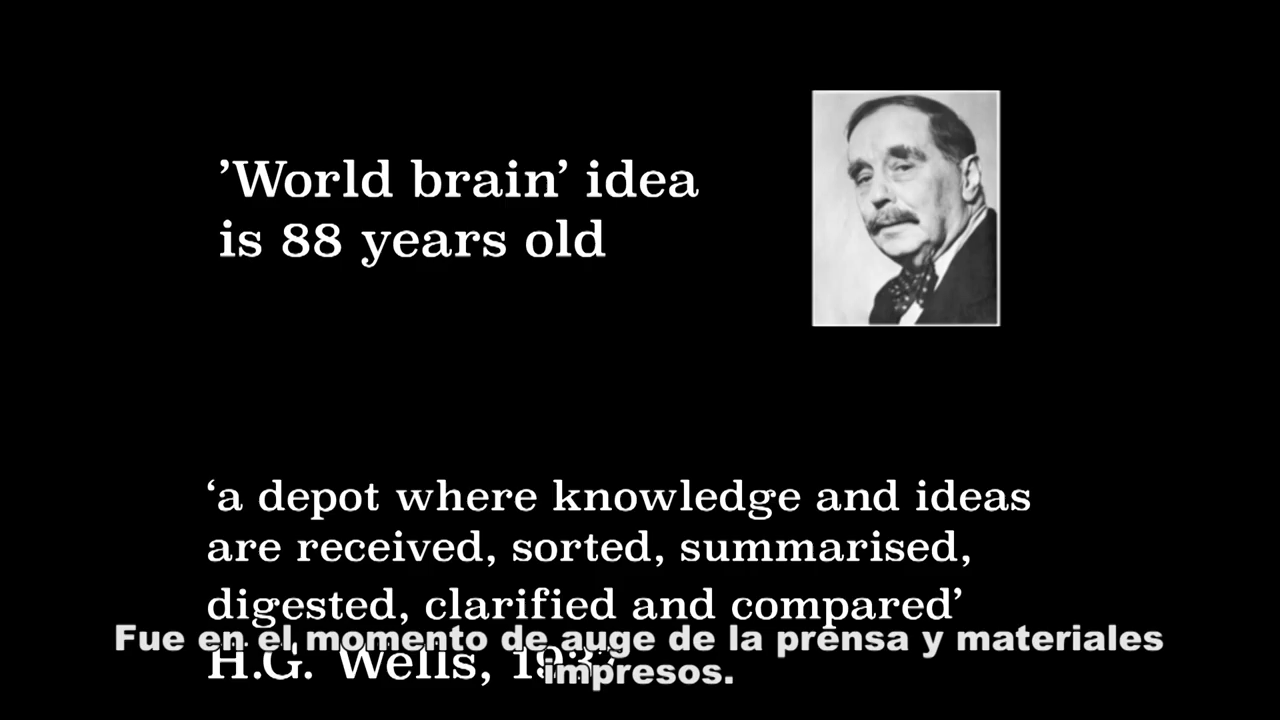 ’World brain’ idea
is 88 years old
‘a depot where knowledge and ideas
are received, sorted, summarised,
digested, clarified and compared’
H.G. Wells, 1937
Fue en el momento de auge de la prensa y materiales
impresos.